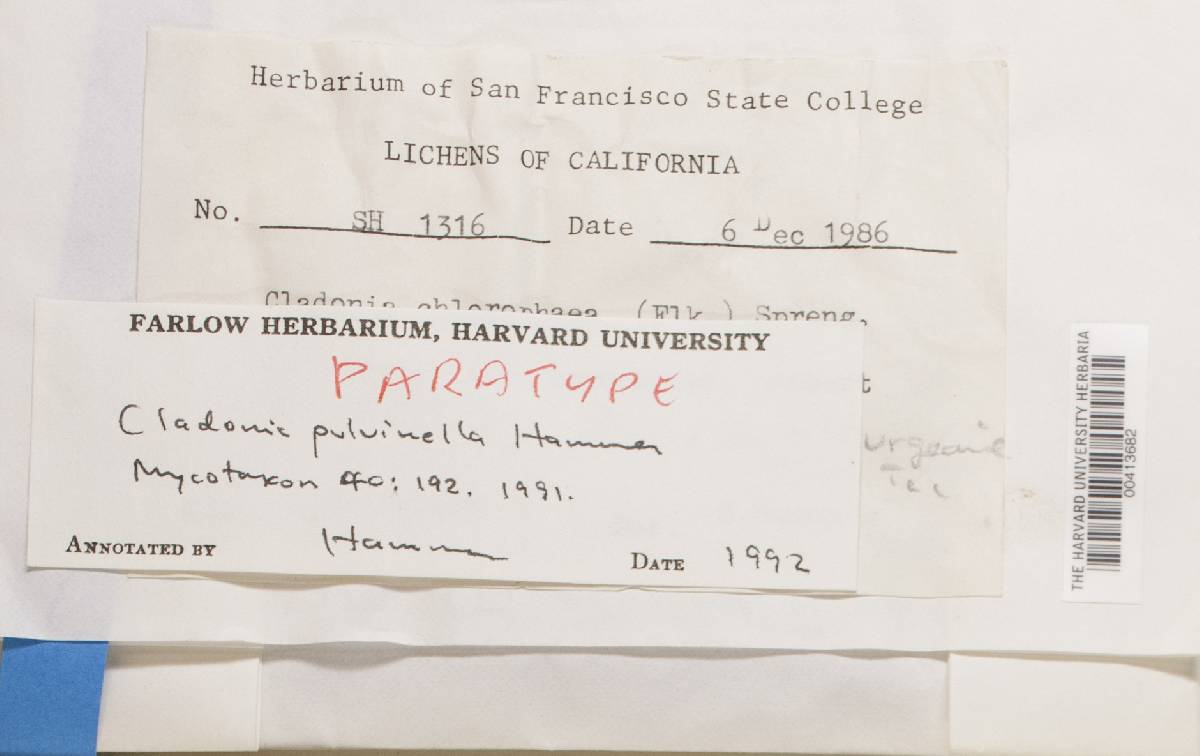 Herbarium of San Francisco State College
LICHENS OF CALIFORNIA
No. SH 1316 Date 6 Dec 1986
Cladonia chlorophaea (Flk.) Spreng.
FARLOW HERBARIUM, HARVARD UNIVERSITY
PARATYPE
Cladonia pulvinella Hammer
Mycotaxon 40: 192. 1991.
ANNOTATED BY Hammer DATE 1992
t
THE HARVARD UNIVERSITY HERBARIA
00413682